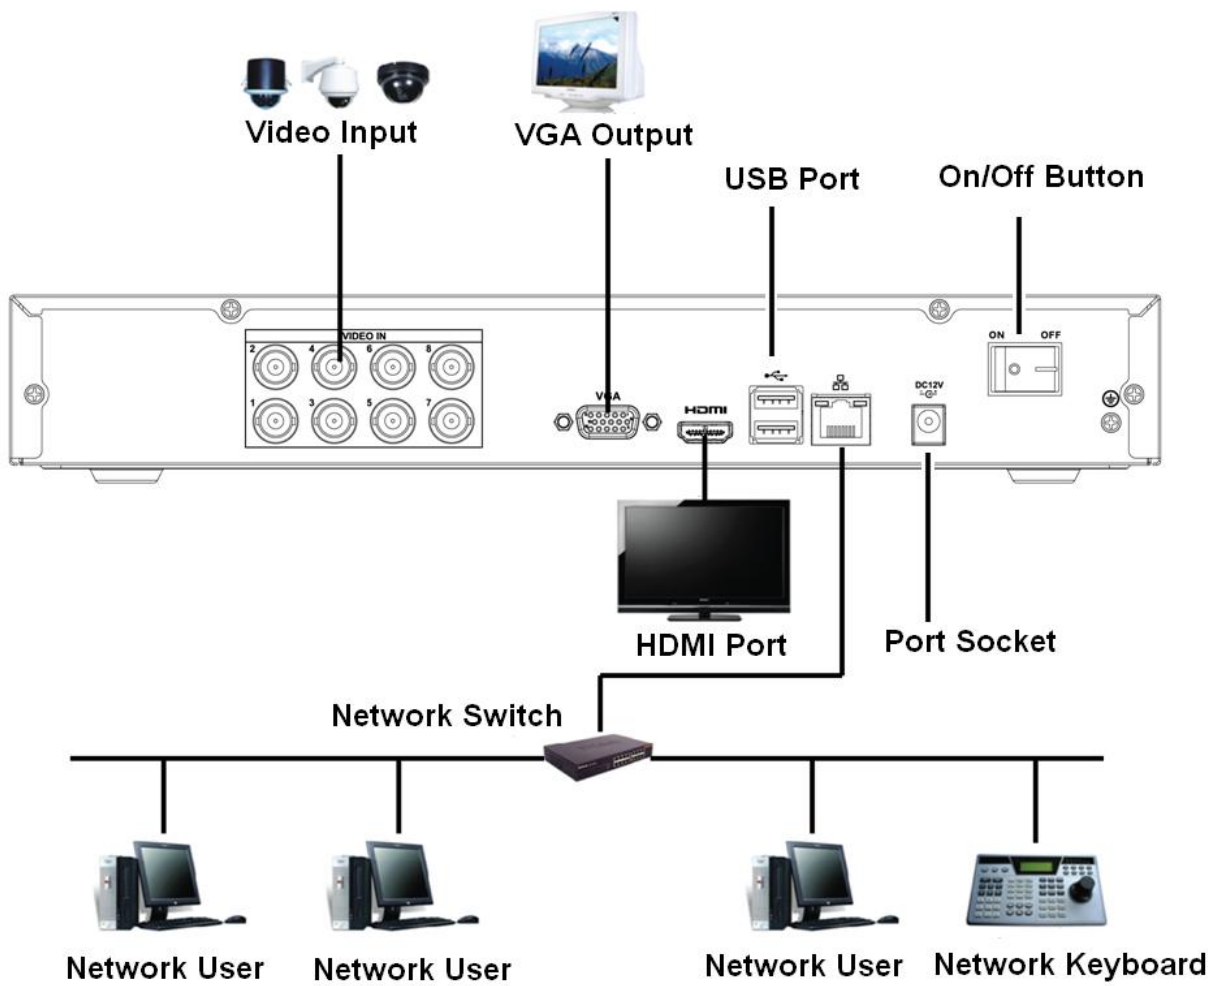 Video Input
VGA Output
USB Port
On/Off Button
VIDEO IN
2 4 6 8
1 3 5 7
VGA
HDMI
ON OFF
DC12V
HDMI Port
Port Socket
Network Switch
Network User
Network User
Network User
Network Keyboard